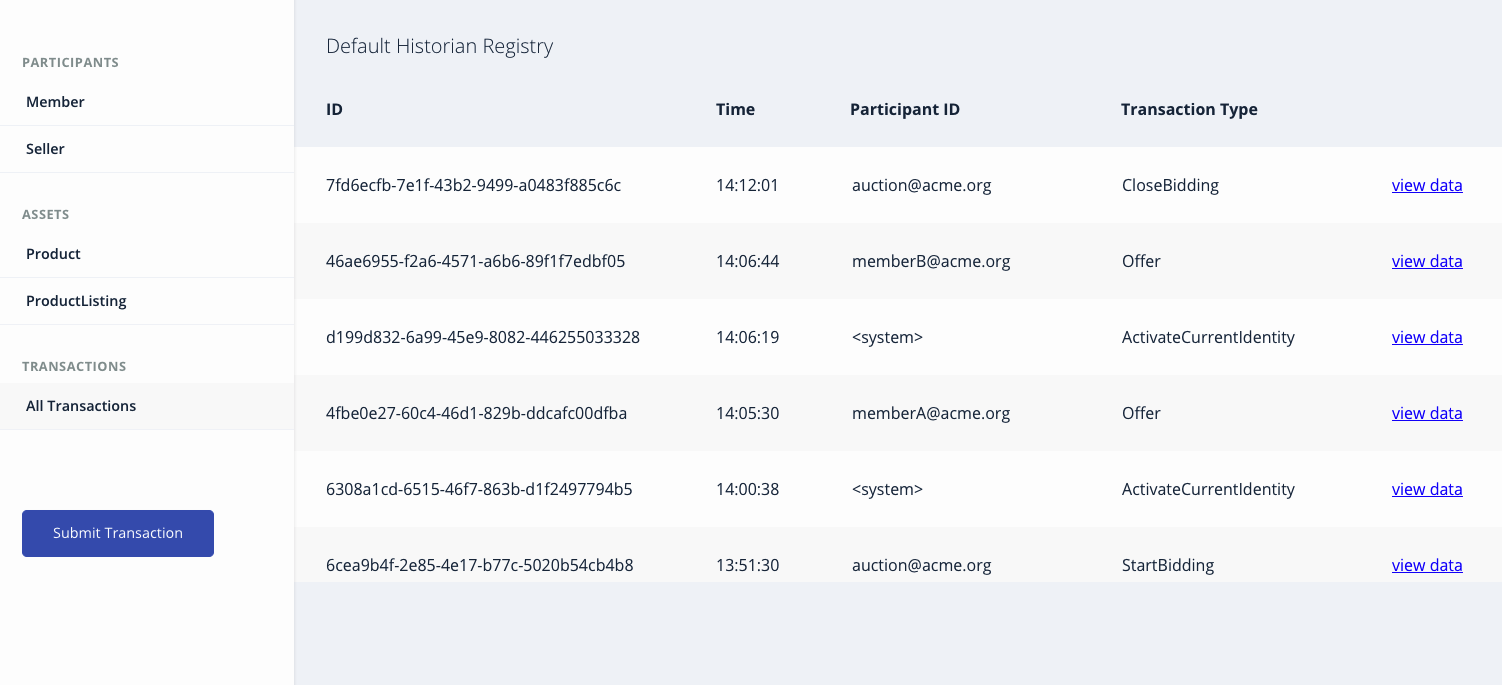 PARTICIPANTS
Member
Seller
ASSETS
Product
ProductListing
TRANSACTIONS
All Transactions
Submit Transaction
Default Historian Registry
ID Time Participant ID Transaction Type
7fd6ecfb-7e1f-43b2-9499-a0483f885c6c 14:12:01 auction@acme.org CloseBidding view data
46ae6955-f2a6-4571-a6b6-89f1f7edbf05 14:06:44 memberB@acme.org Offer view data
d199d832-6a99-45e9-8082-446255033328 14:06:19 <system> ActivateCurrentIdentity view data
4fbe0e27-60c4-46d1-829b-ddcafc00dfba 14:05:30 memberA@acme.org Offer view data
6308a1cd-6515-46f7-863b-d1f2497794b5 14:00:38 <system> ActivateCurrentIdentity view data
6cea9b4f-2e85-4e17-b77c-5020b54cb4b8 13:51:30 auction@acme.org StartBidding view data